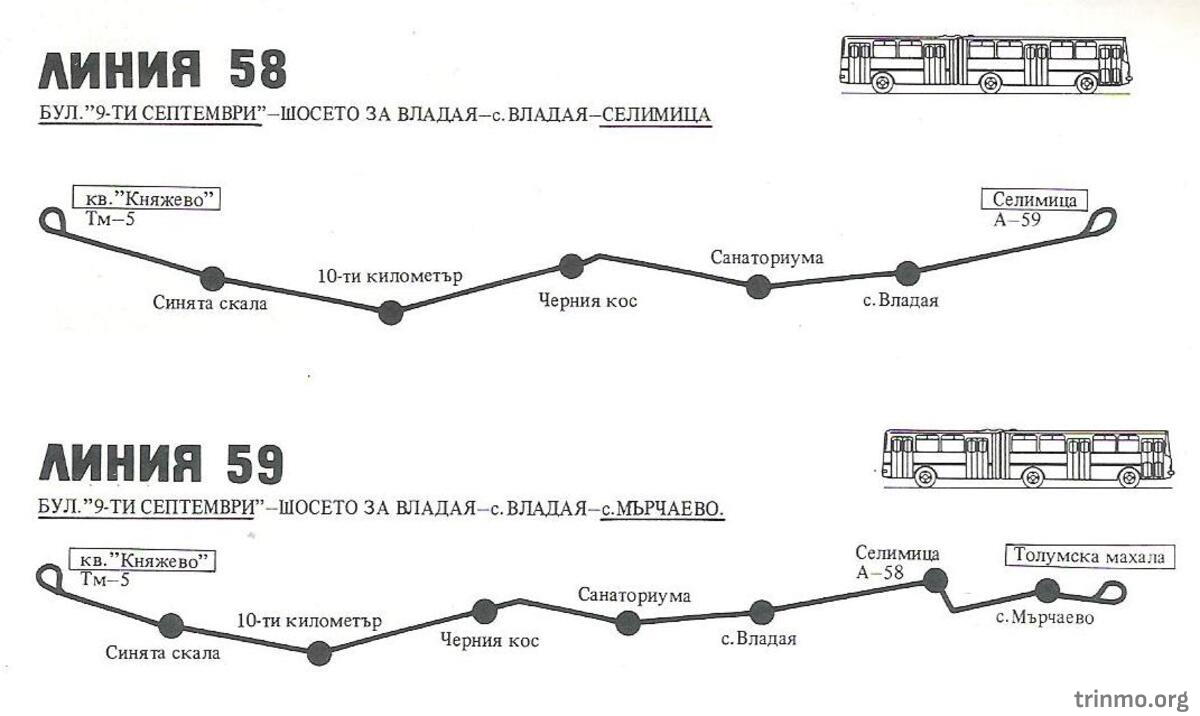 ЛИНИЯ 58
БУЛ."9-ТИ СЕПТЕМВРИ"–ШОСЕТО ЗА ВЛАДАЯ–с.ВЛАДАЯ–СЕЛИМИЦА
кв."Княжево"
Тм–5
Синята скала
10-ти километър
Черния кос
Санаториума
с.Владая
Селимица
А–59
ЛИНИЯ 59
БУЛ."9-ТИ СЕПТЕМВРИ"–ШОСЕТО ЗА ВЛАДАЯ–с.ВЛАДАЯ–с.МЪРЧАЕВО.
кв."Княжево"
Тм–5
Синята скала
10-ти километър
Черния кос
Санаториума
с.Владая
Селимица
А–58
с.Мърчаево
Толумска махала
trinmo.org